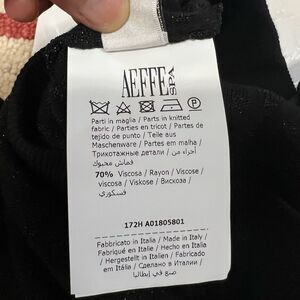 AEFFE SPA
Parti in maglia / Parts in knitted
fabric / Parties en tricot / Partes de
tejido de punto / Teile aus
Maschenware / Partes em malha /
Трикотажные детали / أجزاء من
قماش محبوك
70% Viscosa / Rayon / Viscose /
viscosa / Viskose / Вискоза /
فسكوزي
172H A01805801
Fabbricato in Italia / Made in Italy /
Fabriqué en Italie / Hecho en Italia
/ Hergestellt in Italien / Fabricado
em Itália / Сделано в Италии /
صنع في إيطاليا